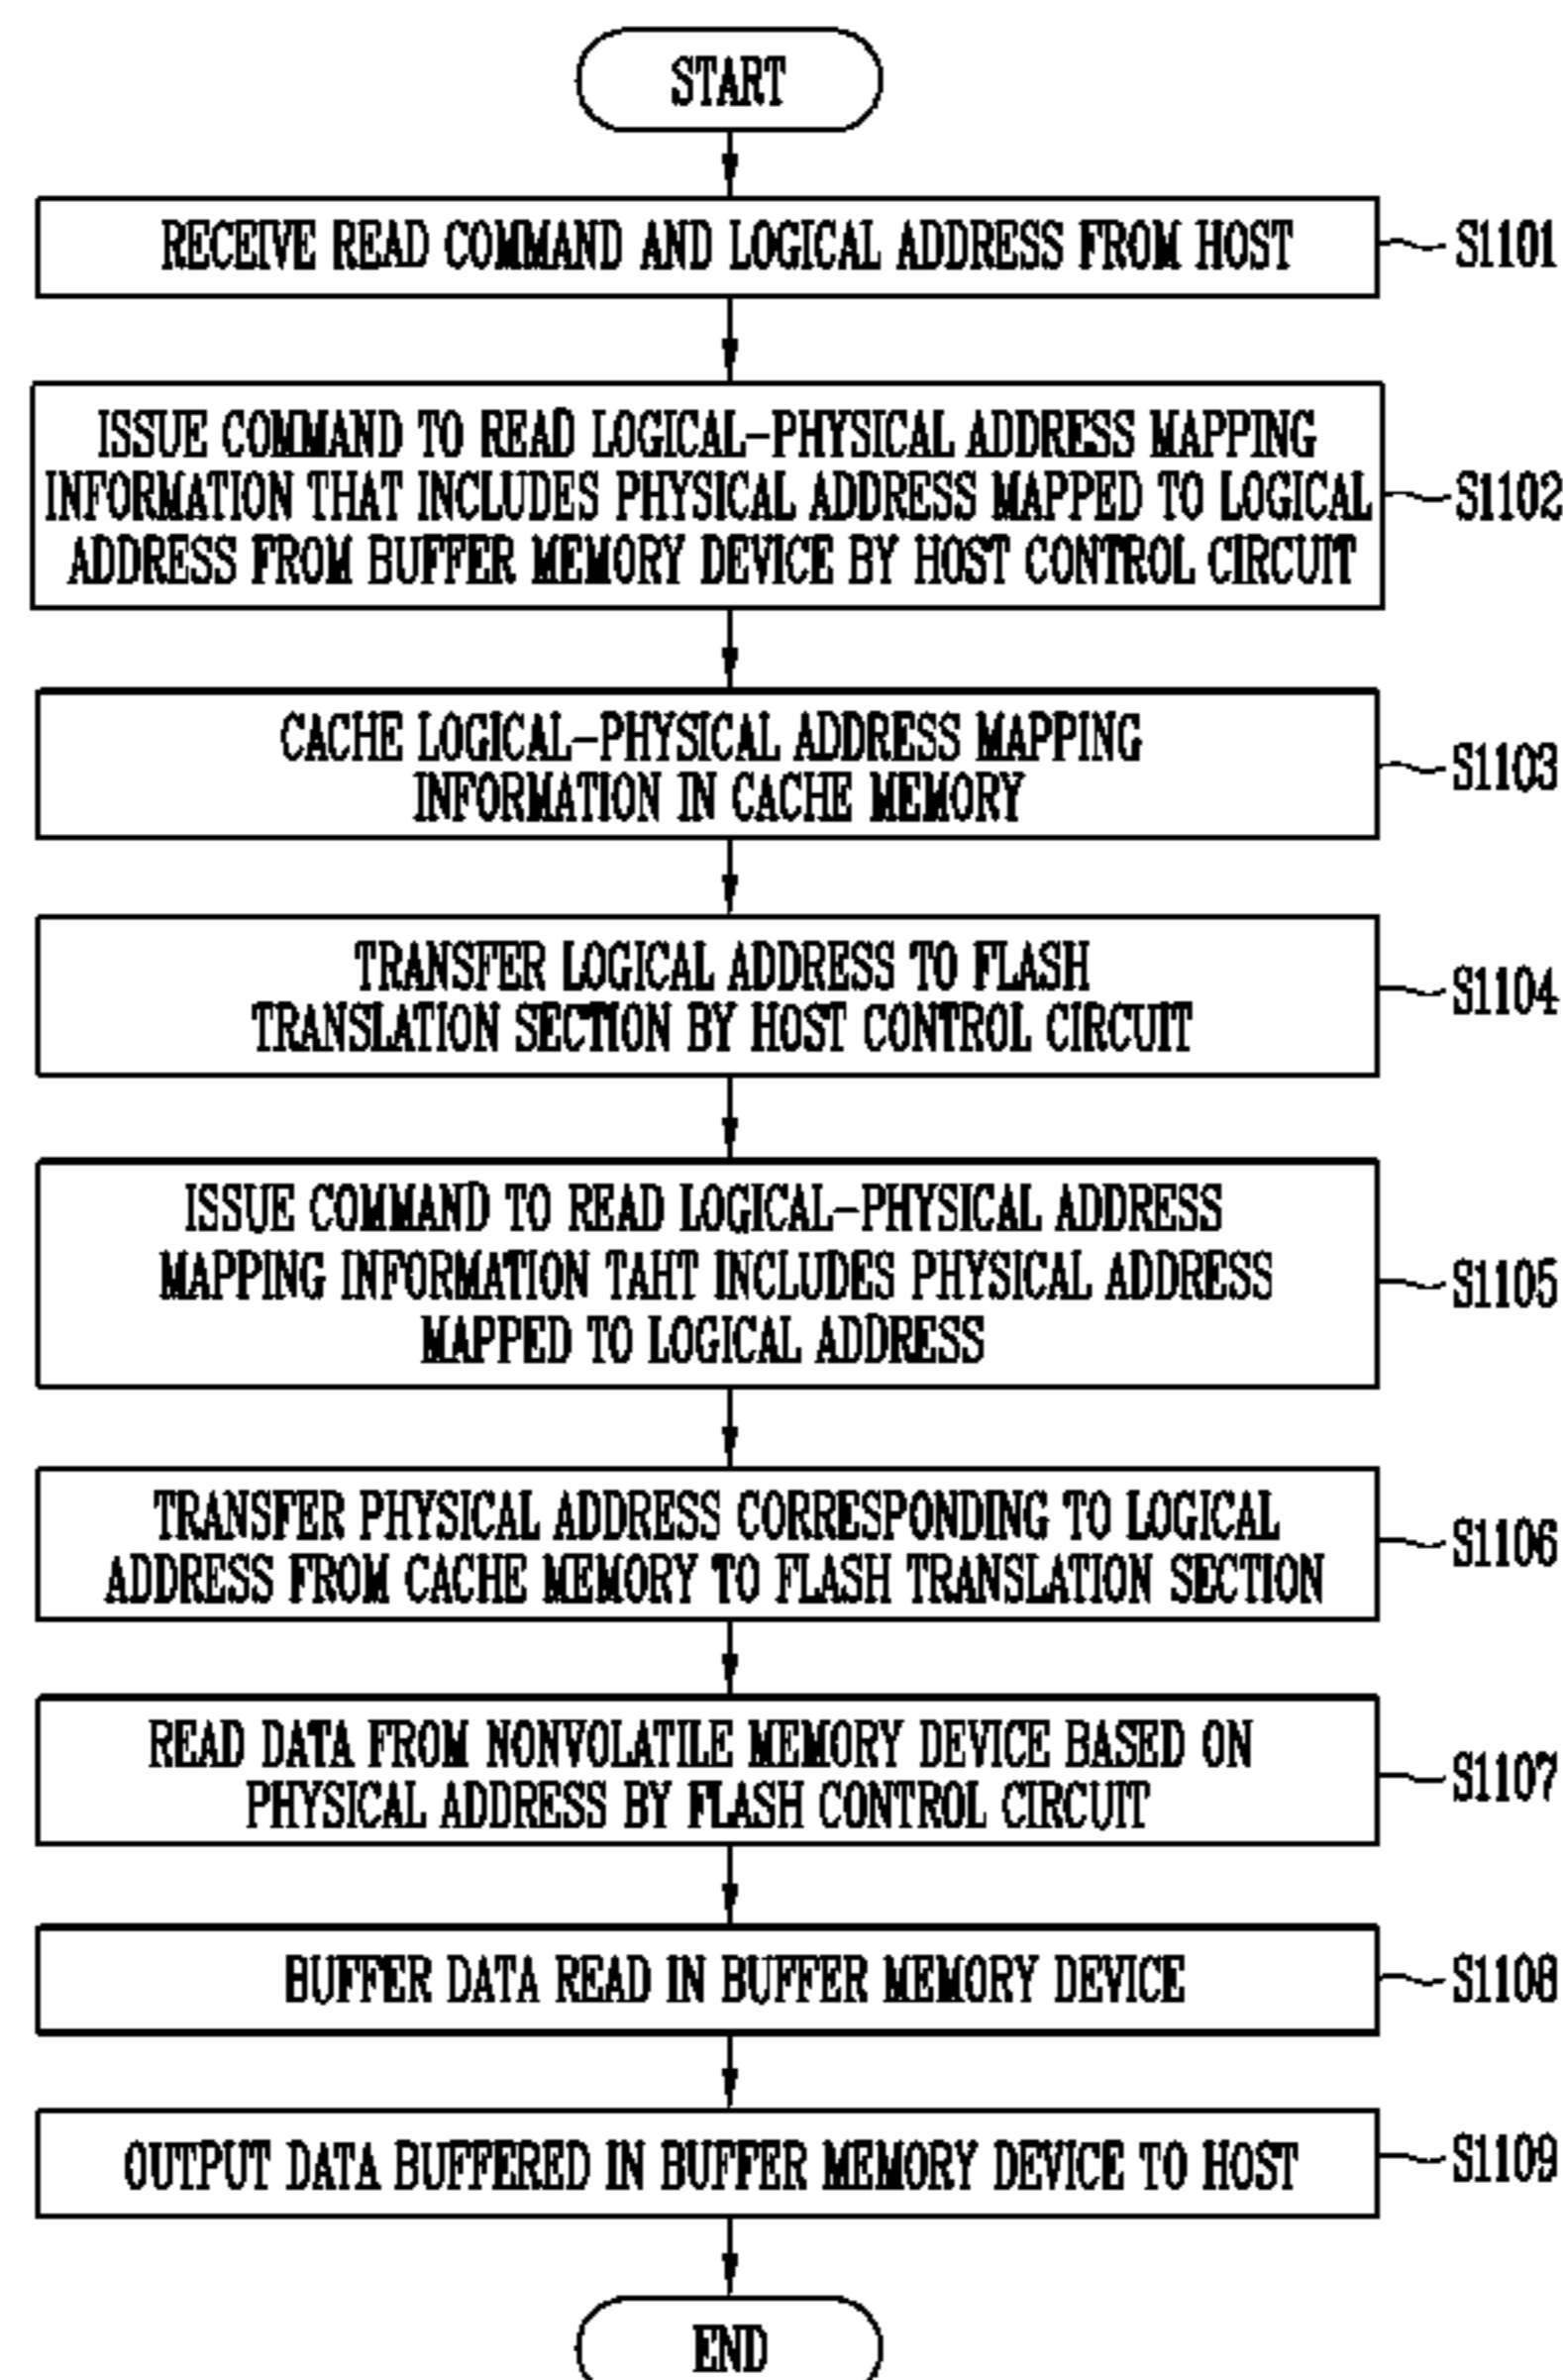 START
RECEIVE READ COMMAND AND LOGICAL ADDRESS FROM HOST
S1101
ISSUE COMMAND TO READ LOGICAL-PHYSICAL ADDRESS MAPPING
INFORMATION THAT INCLUDES PHYSICAL ADDRESS MAPPED TO LOGICAL
ADDRESS FROM BUFFER MEMORY DEVICE BY HOST CONTROL CIRCUIT
S1102
CACHE LOGICAL-PHYSICAL ADDRESS MAPPING
INFORMATION IN CACHE MEMORY
S1103
TRANSFER LOGICAL ADDRESS TO FLASH
TRANSLATION SECTION BY HOST CONTROL CIRCUIT
S1104
ISSUE COMMAND TO READ LOGICAL-PHYSICAL ADDRESS
MAPPING INFORMATION TAHT INCLUDES PHYSICAL ADDRESS
MAPPED TO LOGICAL ADDRESS
S1105
TRANSFER PHYSICAL ADDRESS CORRESPONDING TO LOGICAL
ADDRESS FROM CACHE MEMORY TO FLASH TRANSLATION SECTION
S1106
READ DATA FROM NONVOLATILE MEMORY DEVICE BASED ON
PHYSICAL ADDRESS BY FLASH CONTROL CIRCUIT
S1107
BUFFER DATA READ IN BUFFER MEMORY DEVICE
S1108
OUTPUT DATA BUFFERED IN BUFFER MEMORY DEVICE TO HOST
S1109
END